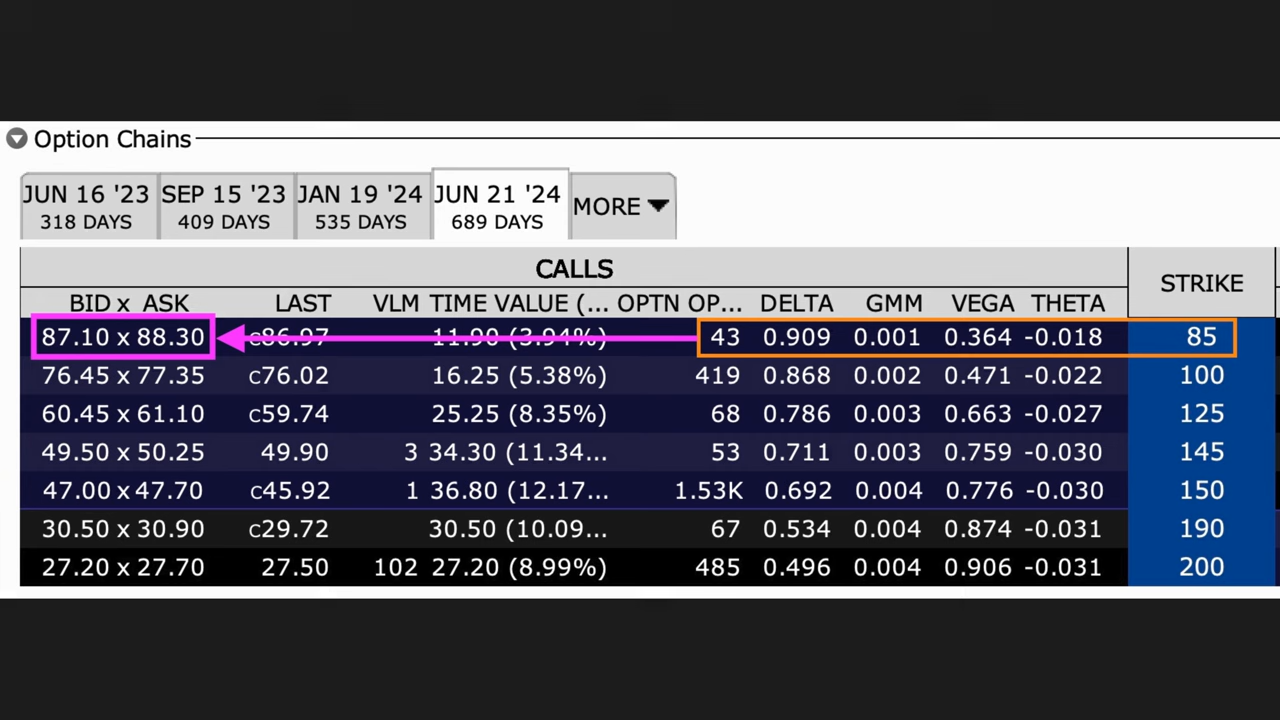 Option Chains
JUN 16 '23 SEP 15 '23 JAN 19 '24 JUN 21 '24 MORE
318 DAYS 409 DAYS 535 DAYS 689 DAYS
CALLS STRIKE
BID x ASK LAST VLM TIME VALUE (... OPTN OP... DELTA GMM VEGA THETA
87.10 x 88.30 c86.97 11.90 (3.94%) 43 0.909 0.001 0.364 -0.018 85
76.45 x 77.35 c76.02 16.25 (5.38%) 419 0.868 0.002 0.471 -0.022 100
60.45 x 61.10 c59.74 25.25 (8.35%) 68 0.786 0.003 0.663 -0.027 125
49.50 x 50.25 49.90 3 34.30 (11.34... 53 0.711 0.003 0.759 -0.030 145
47.00 x 47.70 c45.92 1 36.80 (12.17... 1.53K 0.692 0.004 0.776 -0.030 150
30.50 x 30.90 c29.72 30.50 (10.09... 67 0.534 0.004 0.874 -0.031 190
27.20 x 27.70 27.50 102 27.20 (8.99%) 485 0.496 0.004 0.906 -0.031 200